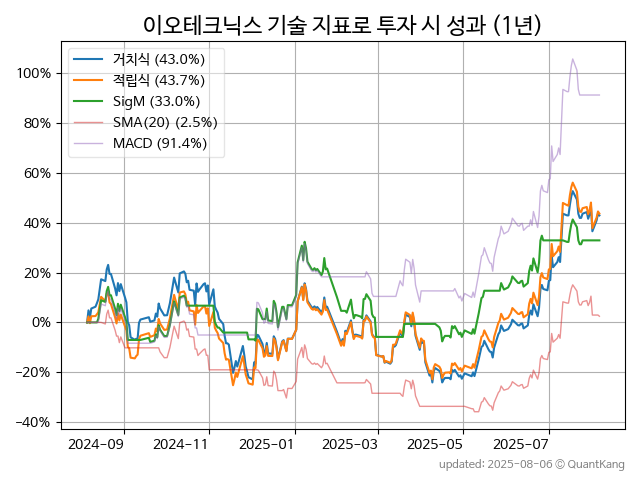 이오테크닉스 기술 지표로 투자 시 성과 (1년)
거치식 (43.0%)
적립식 (43.7%)
SigM (33.0%)
SMA(20) (2.5%)
MACD (91.4%)
100%
80%
60%
40%
20%
0%
−20%
−40%
2024-09 2024-11 2025-01 2025-03 2025-05 2025-07
updated: 2025-08-06 © QuantKang